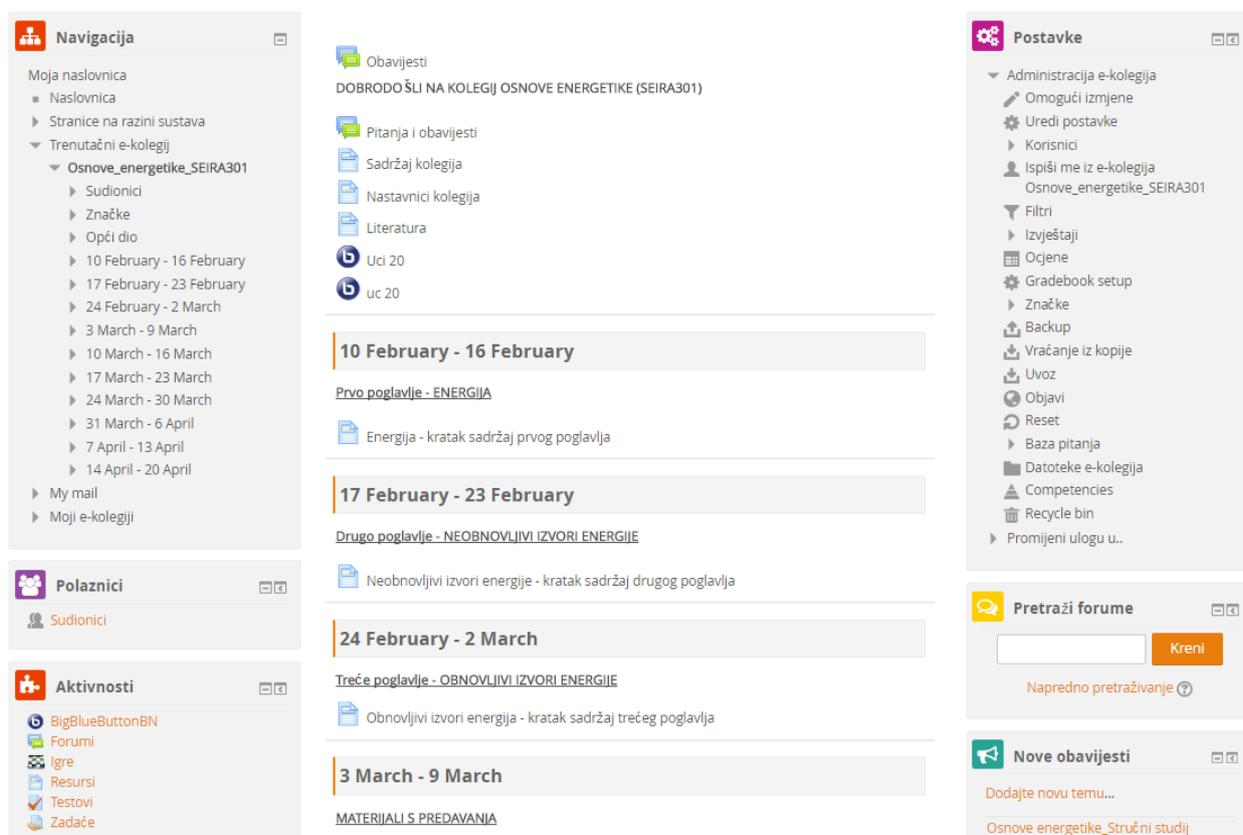 Navigacija
Moja naslovnica
Naslovnica
Stranice na razini sustava
Trenutačni e-kolegij
Osnove_energetike_SEIRA301
Sudionici
Značke
Opći dio
10 February - 16 February
17 February - 23 February
24 February - 2 March
3 March - 9 March
10 March - 16 March
17 March - 23 March
24 March - 30 March
31 March - 6 April
7 April - 13 April
14 April - 20 April
My mail
Moji e-kolegiji
Polaznici
Sudionici
Aktivnosti
BigBlueButtonBN
Forumi
Igre
Resursi
Testovi
Zadaće
Obavijesti
DOBRODOŠLI NA KOLEGIJ OSNOVE ENERGETIKE (SEIRA301)
Pitanja i obavijesti
Sadržaj kolegija
Nastavnici kolegija
Literatura
Uci 20
uc 20
10 February - 16 February
Prvo poglavlje - ENERGIJA
Energija - kratak sadržaj prvog poglavlja
17 February - 23 February
Drugo poglavlje - NEOBNOVLJIVI IZVORI ENERGIJE
Neobnovljivi izvori energije - kratak sadržaj drugog poglavlja
24 February - 2 March
Treće poglavlje - OBNOVLJIVI IZVORI ENERGIJE
Obnovljivi izvori energija - kratak sadržaj trećeg poglavlja
3 March - 9 March
MATERIJALI S PREDAVANJA
Postavke
Administracija e-kolegija
Omogući izmjene
Uredi postavke
Korisnici
Ispiši me iz e-kolegija
Osnove_energetike_SEIRA301
Filtri
Izvještaji
Ocjene
Gradebook setup
Značke
Backup
Vraćanje iz kopije
Uvoz
Objavi
Reset
Baza pitanja
Datoteke e-kolegija
Competencies
Recycle bin
Promijeni ulogu u..
Pretraži forume
Kreni
Napredno pretraživanje
Nove obavijesti
Dodajte novu temu...
Osnove energetike_Stručni studij